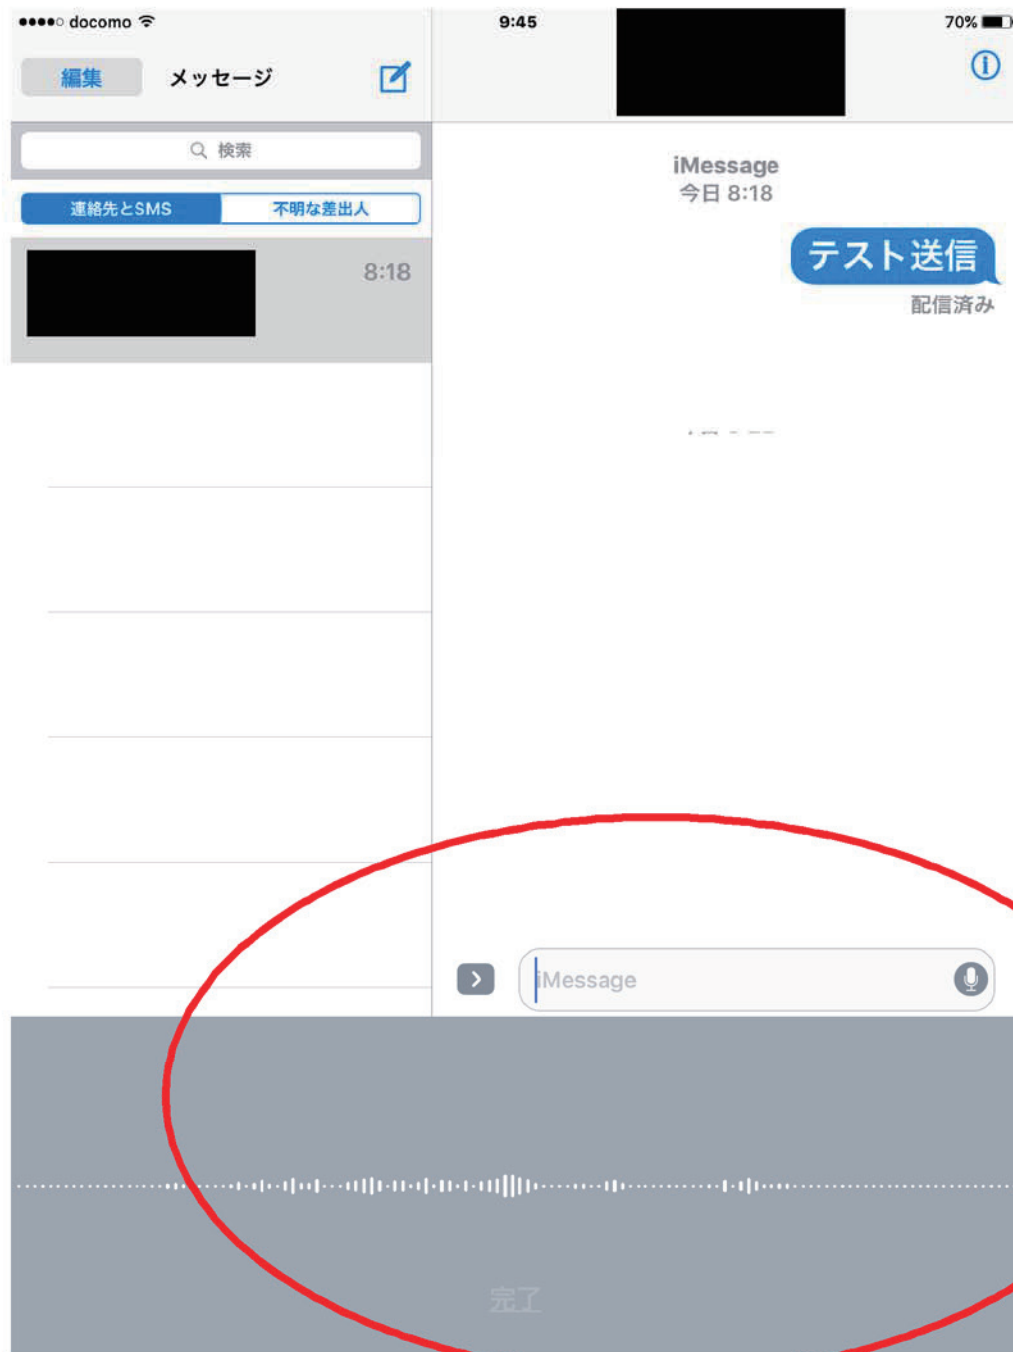 docomo
9:45
70%
編集
メッセージ
検索
連絡先とSMS
不明な差出人
8:18
iMessage
今日 8:18
テスト送信
配信済み
iMessage
完了